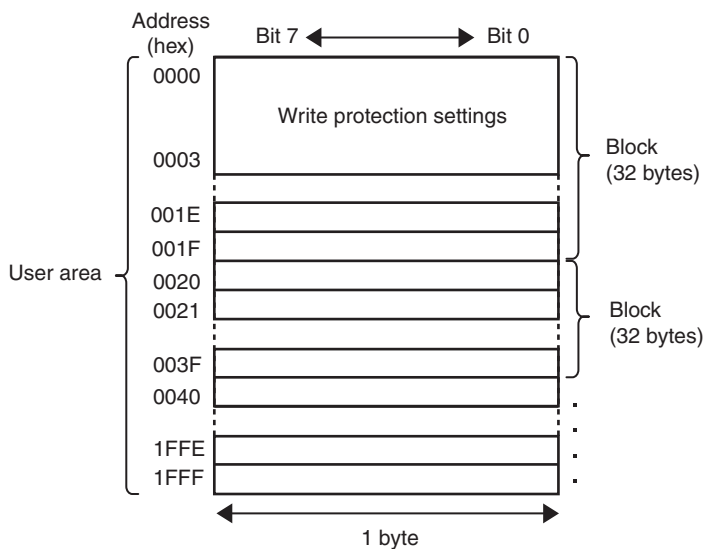 Address
(hex)
Bit 7
Bit 0
0000
Write protection settings
0003
Block
(32 bytes)
001E
001F
User area
0020
0021
Block
(32 bytes)
003F
0040
1FFE
1FFF
1 byte